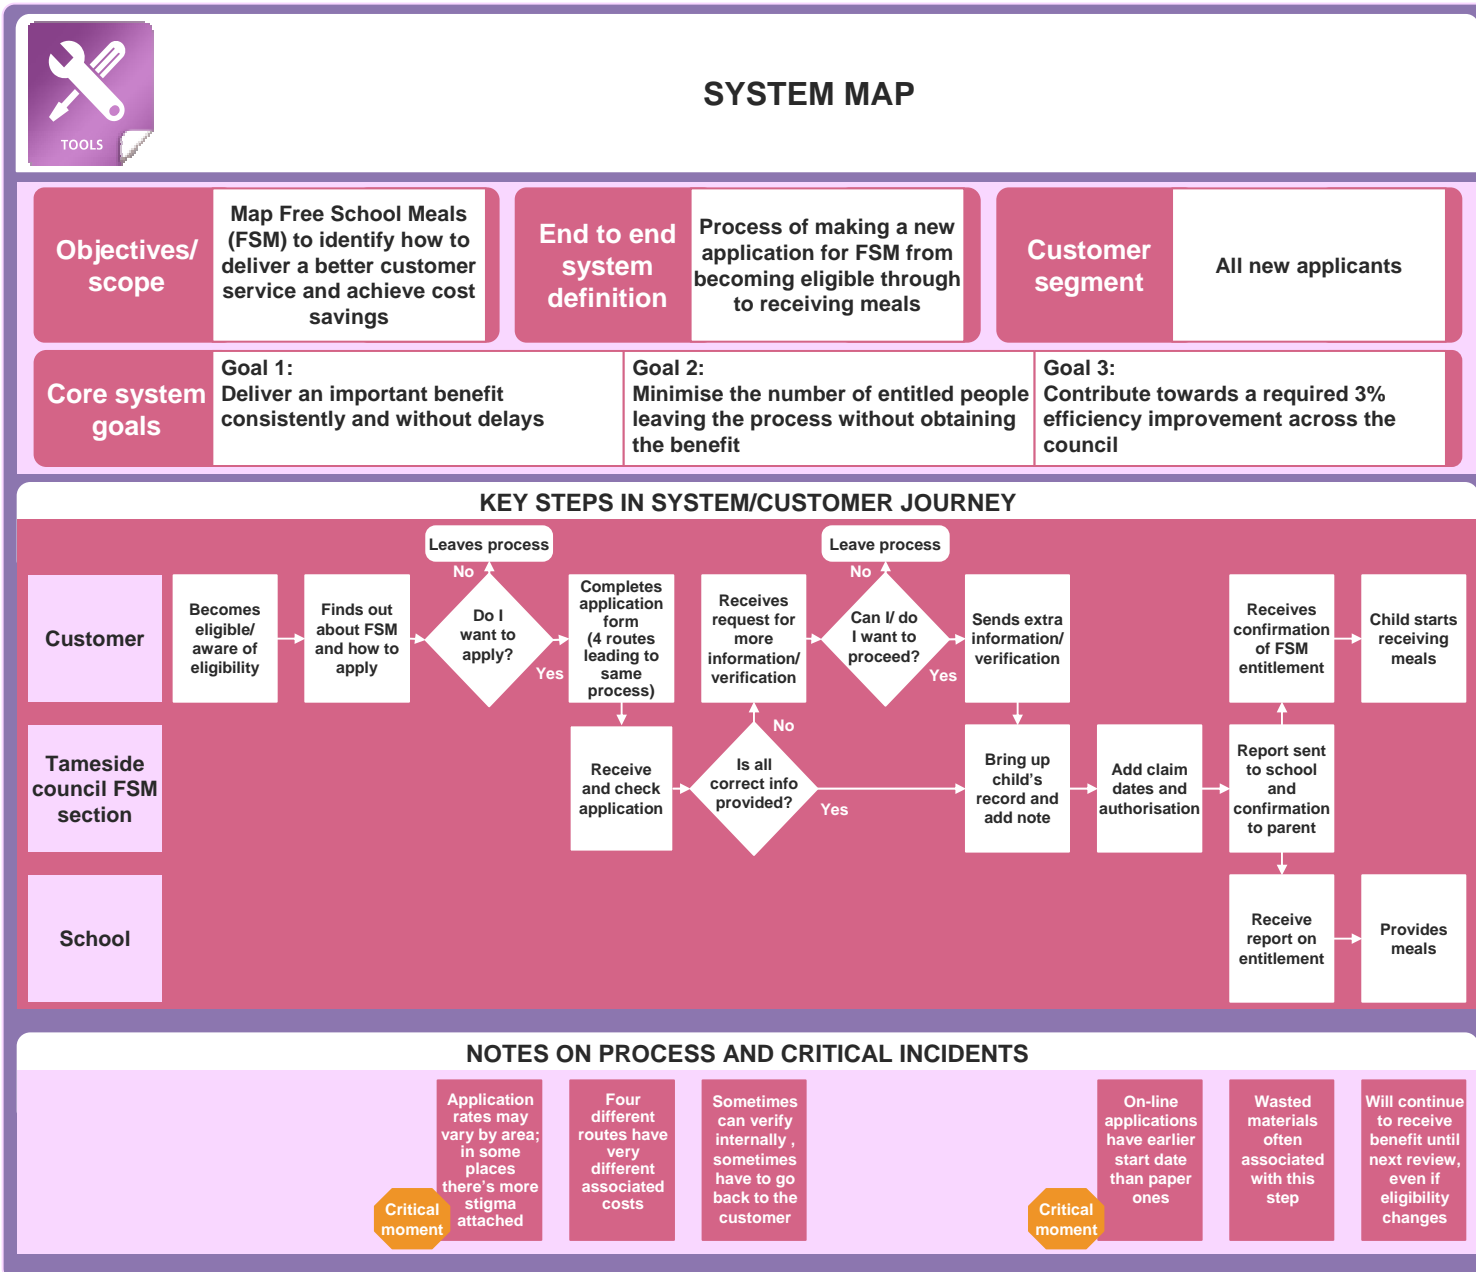 TOOLS
SYSTEM MAP
Objectives/
scope
Map Free School Meals
(FSM) to identify how to
deliver a better customer
service and achieve cost
savings
End to end
system
definition
Process of making a new
application for FSM from
becoming eligible through
to receiving meals
Customer
segment
All new applicants
Core system
goals
Goal 1:
Deliver an important benefit
consistently and without delays
Goal 2:
Minimise the number of entitled people
leaving the process without obtaining
the benefit
Goal 3:
Contribute towards a required 3%
efficiency improvement across the
council
KEY STEPS IN SYSTEM/CUSTOMER JOURNEY
Leaves process
Leave process
No
No
Customer
Becomes
eligible/
aware of
eligibility
Finds out
about FSM
and how to
apply
Do I
want to
apply?
Yes
Completes
application
form
(4 routes
leading to
same
process)
Receives
request for
more
information/
verification
Can I/ do
I want to
proceed?
Yes
Sends extra
information/
verification
Receives
confirmation
of FSM
entitlement
Child starts
receiving
meals
Tameside
council FSM
section
Receive
and check
application
No
Is all
correct info
provided?
Yes
Bring up
child's
record and
add note
Add claim
dates and
authorisation
Report sent
to school
and
confirmation
to parent
School
Receive
report on
entitlement
Provides
meals
NOTES ON PROCESS AND CRITICAL INCIDENTS
Critical
moment
Application
rates may
vary by area;
in some
places
there's more
stigma
attached
Four
different
routes have
very
different
associated
costs
Sometimes
can verify
internally ,
sometimes
have to go
back to the
customer
Critical
moment
On-line
applications
have earlier
start date
than paper
ones
Wasted
materials
often
associated
with this
step
Will continue
to receive
benefit until
next review,
even if
eligibility
changes